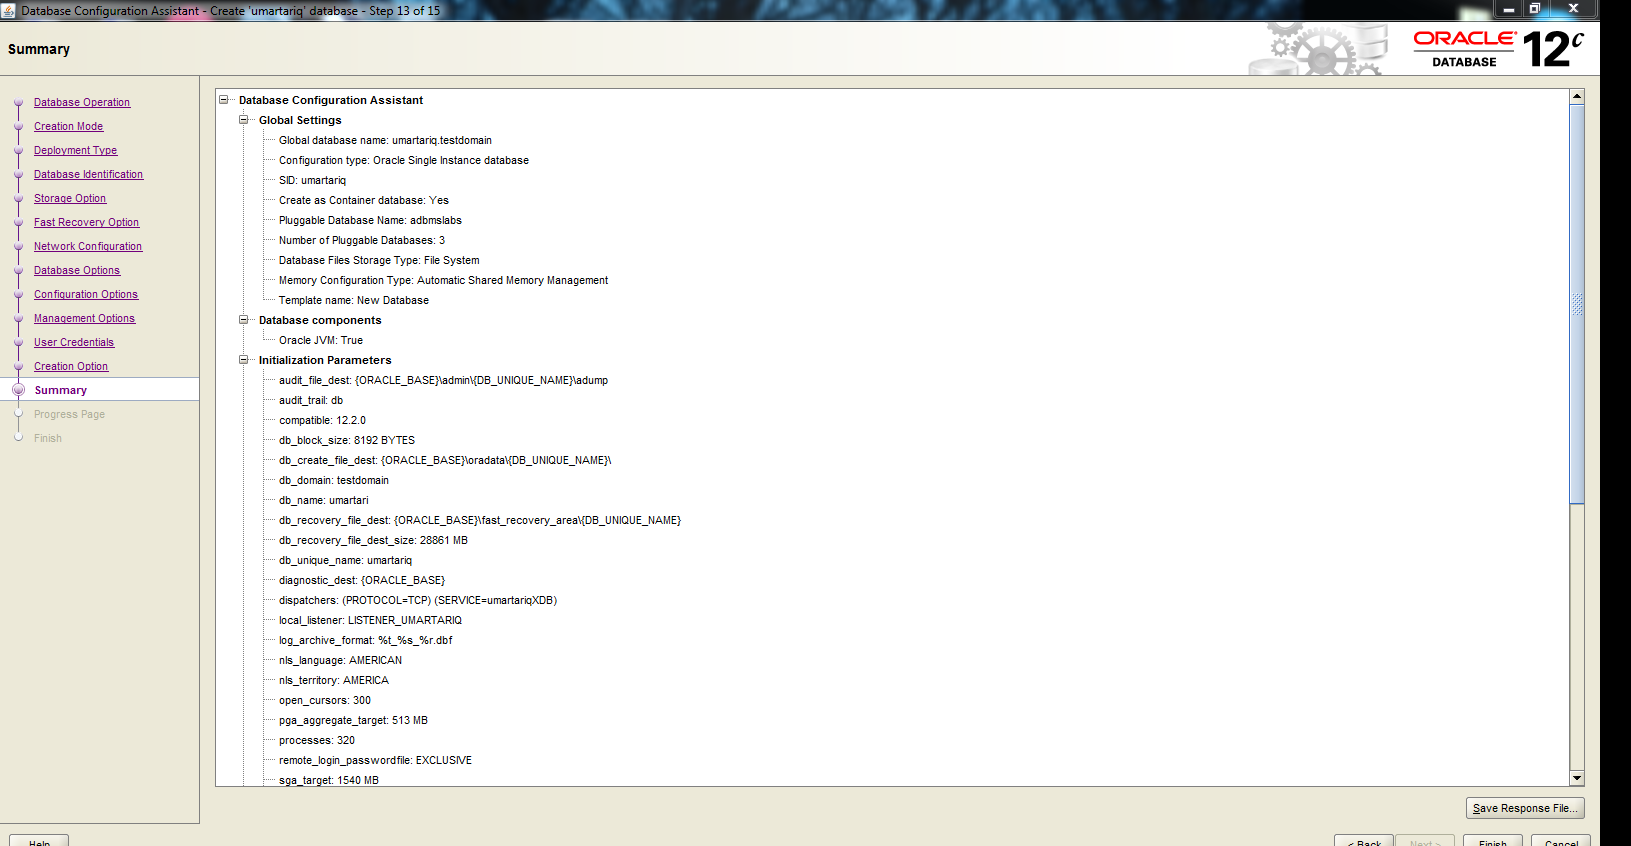 Database Configuration Assistant - Create 'umartariq' database - Step 13 of 15
Summary
ORACLE®
DATABASE
12c
Database Operation
Creation Mode
Deployment Type
Database Identification
Storage Option
Fast Recovery Option
Network Configuration
Database Options
Configuration Options
Management Options
User Credentials
Creation Option
Summary
Progress Page
Finish
Database Configuration Assistant
Global Settings
Global database name: umartariq.testdomain
Configuration type: Oracle Single Instance database
SID: umartariq
Create as Container database: Yes
Pluggable Database Name: adbmslabs
Number of Pluggable Databases: 3
Database Files Storage Type: File System
Memory Configuration Type: Automatic Shared Memory Management
Template name: New Database
Database components
Oracle JVM: True
Initialization Parameters
audit_file_dest: {ORACLE_BASE}\admin\{DB_UNIQUE_NAME}\adump
audit_trail: db
compatible: 12.2.0
db_block_size: 8192 BYTES
db_create_file_dest: {ORACLE_BASE}\oradata\{DB_UNIQUE_NAME}\
db_domain: testdomain
db_name: umartari
db_recovery_file_dest: {ORACLE_BASE}\fast_recovery_area\{DB_UNIQUE_NAME}
db_recovery_file_dest_size: 28861 MB
db_unique_name: umartariq
diagnostic_dest: {ORACLE_BASE}
dispatchers: (PROTOCOL=TCP) (SERVICE=umartariqXDB)
local_listener: LISTENER_UMARTARIQ
log_archive_format: %t_%s_%r.dbf
nls_language: AMERICAN
nls_territory: AMERICA
open_cursors: 300
pga_aggregate_target: 513 MB
processes: 320
remote_login_passwordfile: EXCLUSIVE
sga_target: 1540 MB
Save Response File...
Help
< Back
Next >
Finish
Cancel